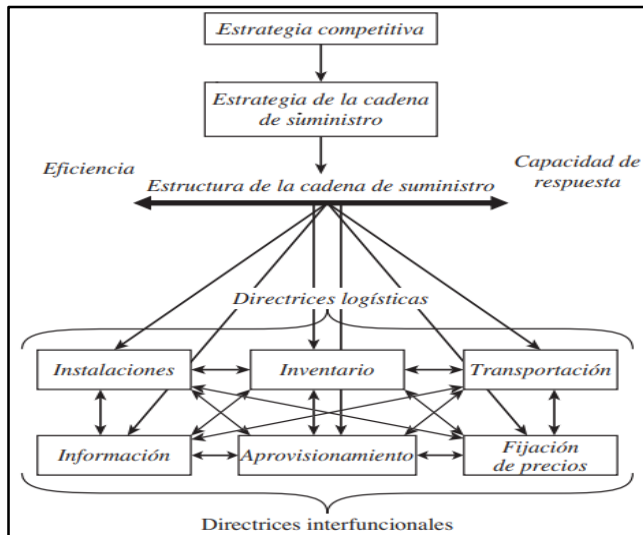 Estrategia competitiva
Estrategia de la cadena
de suministro
Eficiencia
Capacidad de
respuesta
Estructura de la cadena de suministro
Directrices logísticas
Instalaciones
Inventario
Transportación
Información
Aprovisionamiento
Fijación
de precios
Directrices interfuncionales